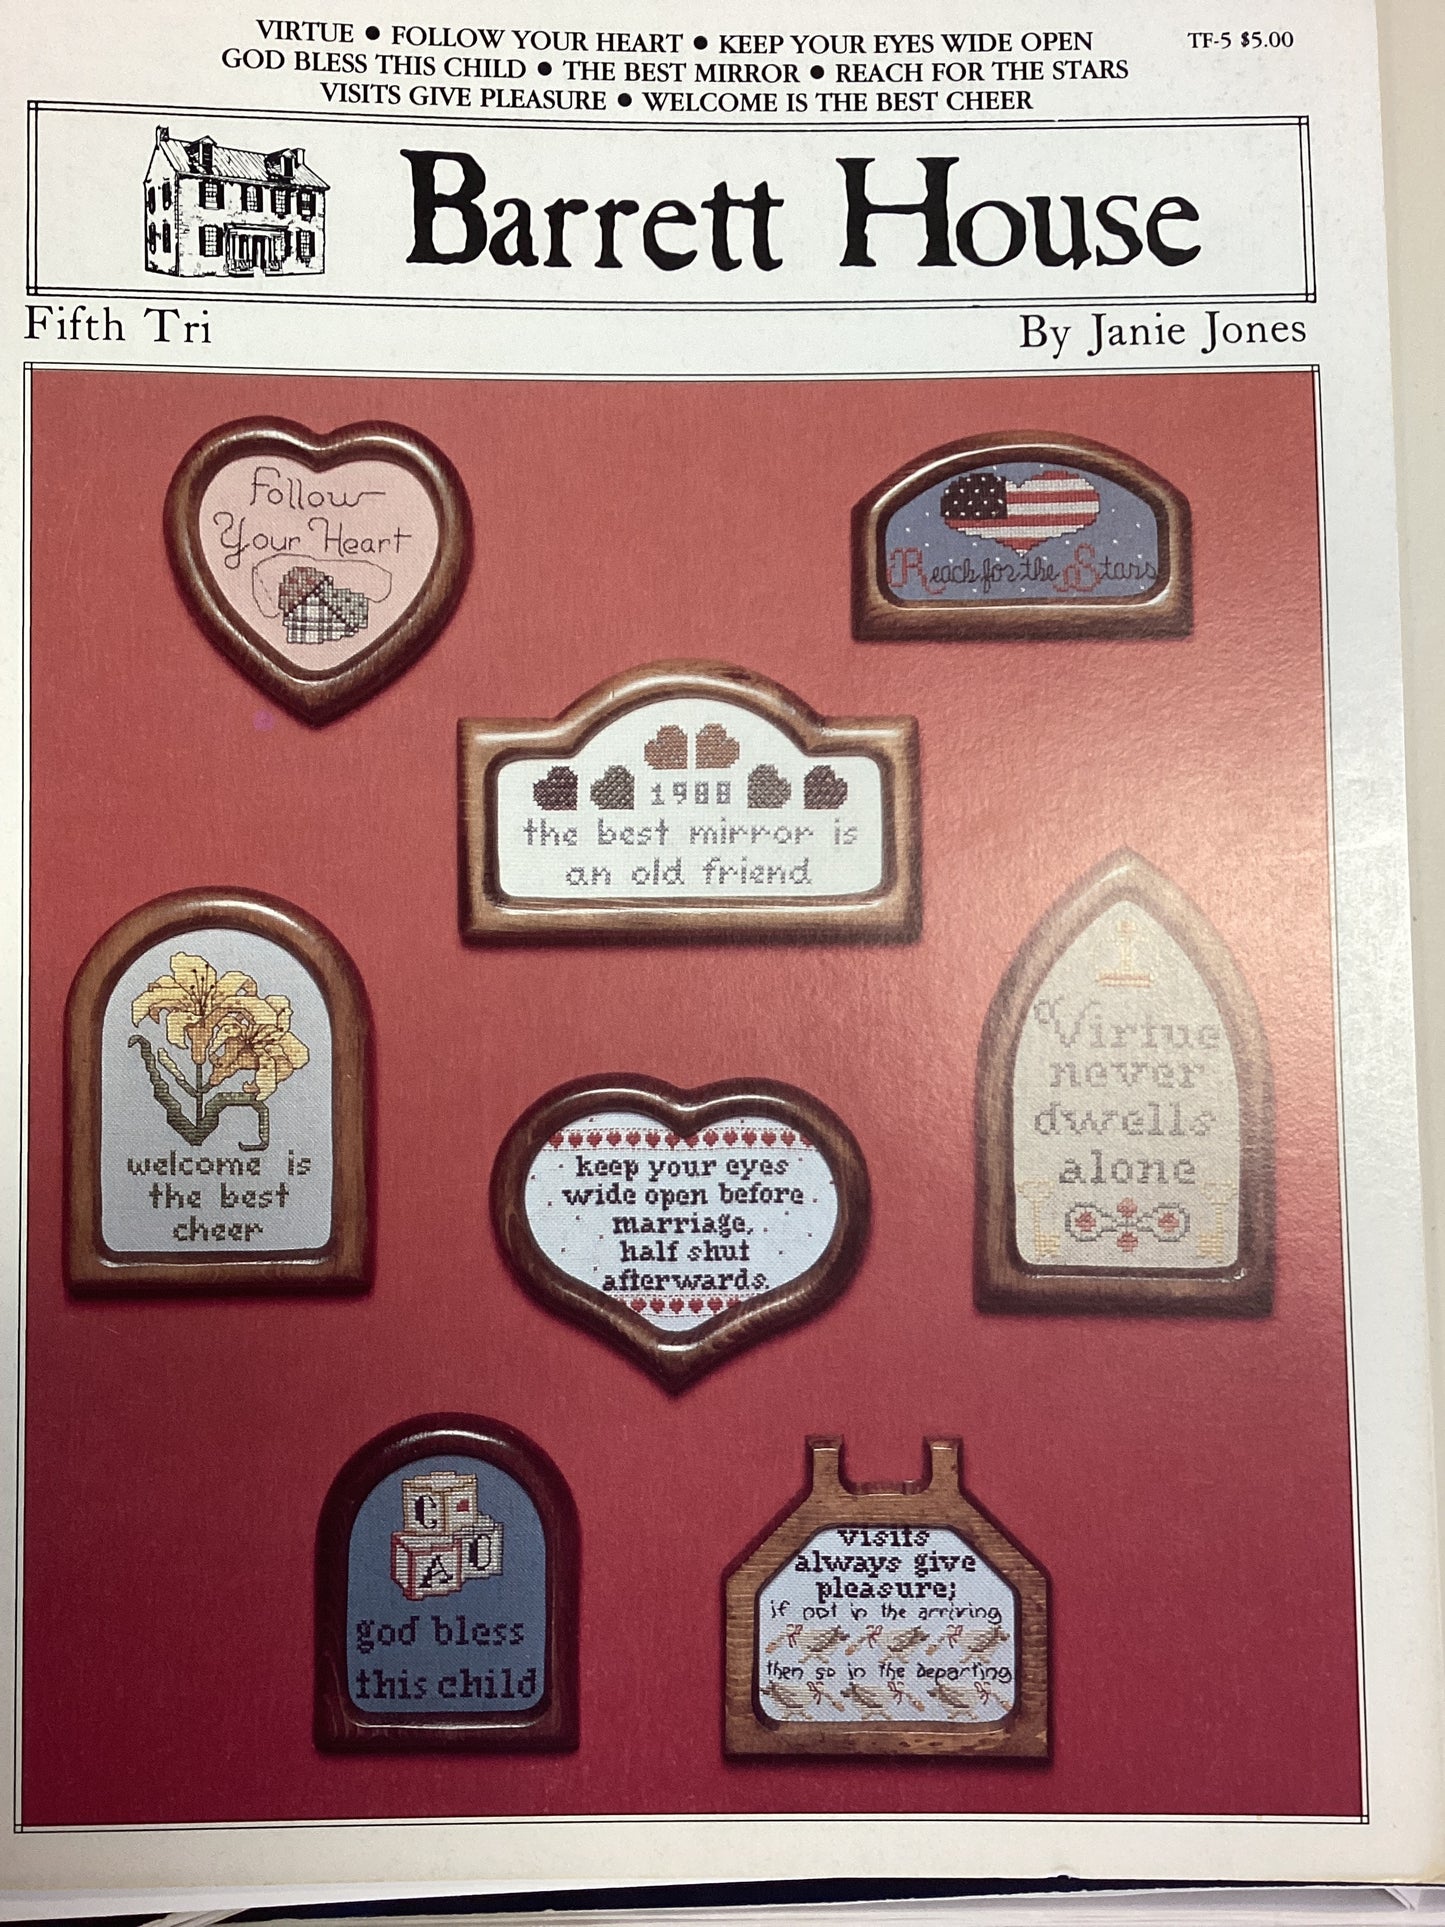 VIRTUE • FOLLOW YOUR HEART • KEEP YOUR EYES WIDE OPEN
TF-5 $5.00
GOD BLESS THIS CHILD • THE BEST MIRROR • REACH FOR THE STARS
VISITS GIVE PLEASURE • WELCOME IS THE BEST CHEER
Barrett House
Fifth Tri
By Janie Jones
Follow
Your Heart
Reach for the Stars
1988
the best mirror is
an old friend
welcome is
the best
cheer
keep your eyes
wide open before
marriage,
half shut
afterwards.
Virtue
never
dwells
alone
C
A
O
god bless
this child
visits
always give
pleasure;
if not in the arriving
then so in the departing